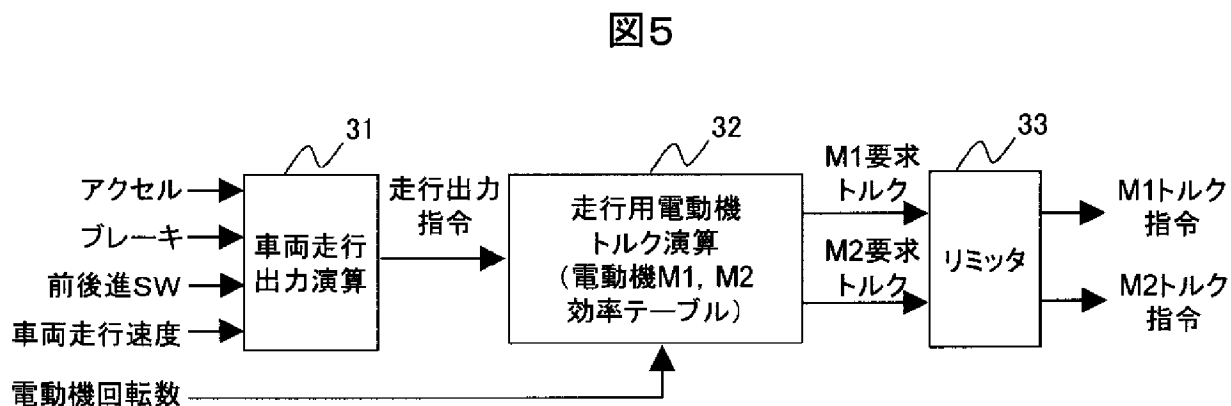 図5
31
32
33
アクセル
ブレーキ
前後進SW
車両走行速度
電動機回転数
車両走行
出力演算
走行出力
指令
走行用電動機
トルク演算
(電動機M1, M2
効率テーブル)
M1要求
トルク
M2要求
トルク
リミッタ
M1トルク
指令
M2トルク
指令